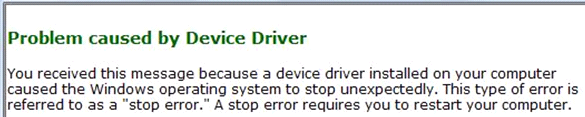 Problem caused by Device Driver
You received this message because a device driver installed on your computer
caused the Windows operating system to stop unexpectedly. This type of error is
referred to as a "stop error." A stop error requires you to restart your computer.